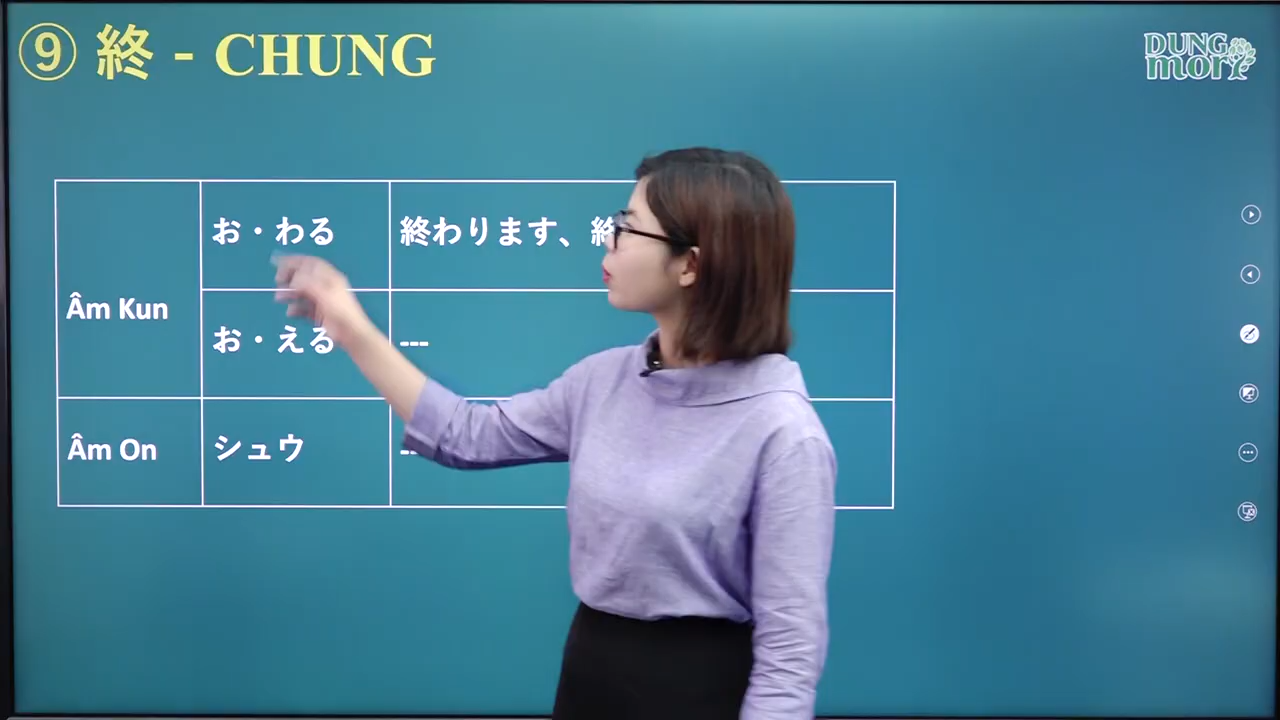 ⑨ 終 - CHUNG
DUNG
mori
Âm Kun
お・わる
終わります、終
お・える
---
Âm On
シュウ